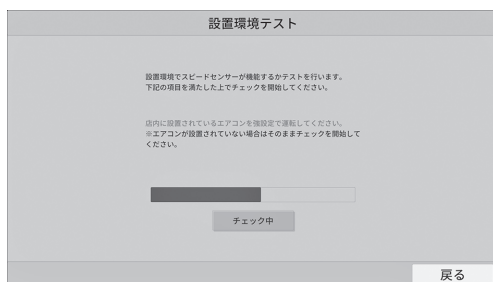 設置環境テスト
設置環境でスピードセンサーが機能するかテストを行います。
下記の項目を満たした上でチェックを開始してください。
店内に設置されているエアコンを強設定で運転してください。
※エアコンが設置されていない場合はそのままチェックを開始して
ください。
チェック中
戻る